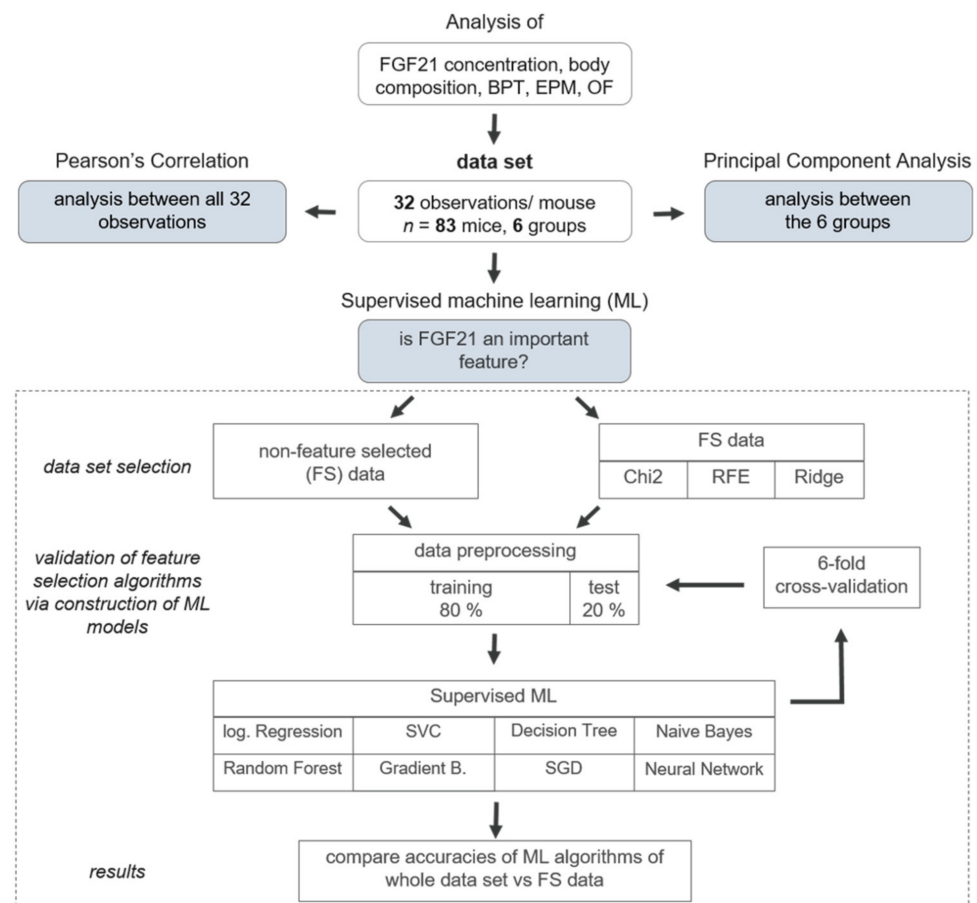 Analysis of
FGF21 concentration, body
composition, BPT, EPM, OF
Pearson's Correlation
analysis between all 32
observations
data set
32 observations/ mouse
n = 83 mice, 6 groups
Principal Component Analysis
analysis between
the 6 groups
Supervised machine learning (ML)
is FGF21 an important
feature?
data set selection
non-feature selected
(FS) data
FS data
Chi2 RFE Ridge
validation of feature
selection algorithms
via construction of ML
models
data preprocessing
training test
80 % 20 %
6-fold
cross-validation
Supervised ML
log. Regression SVC Decision Tree Naive Bayes
Random Forest Gradient B. SGD Neural Network
results
compare accuracies of ML algorithms of
whole data set vs FS data